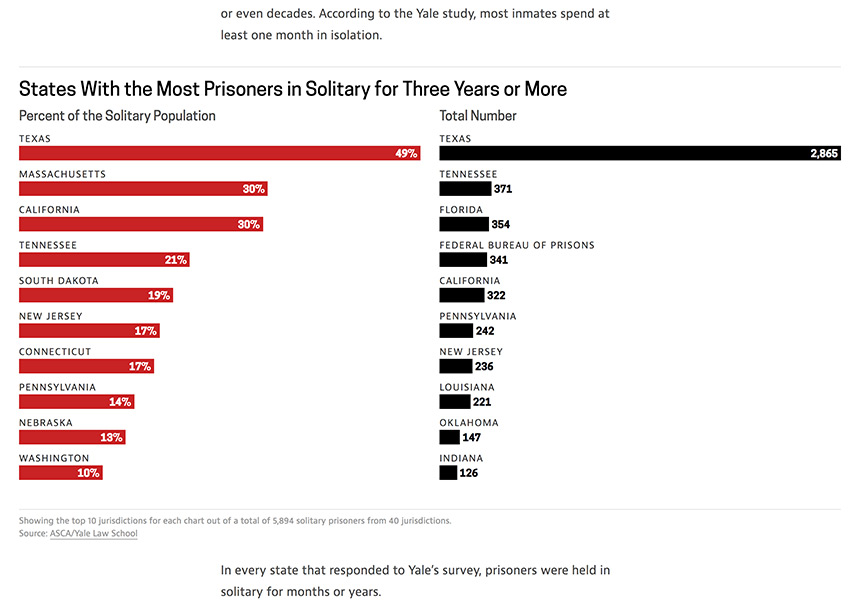 or even decades. According to the Yale study, most inmates spend at
least one month in isolation.
States With the Most Prisoners in Solitary for Three Years or More
Percent of the Solitary Population
TEXAS
49%
MASSACHUSETTS
30%
CALIFORNIA
30%
TENNESSEE
21%
SOUTH DAKOTA
19%
NEW JERSEY
17%
CONNECTICUT
17%
PENNSYLVANIA
14%
NEBRASKA
13%
WASHINGTON
10%
Total Number
TEXAS
2,865
TENNESSEE
371
FLORIDA
354
FEDERAL BUREAU OF PRISONS
341
CALIFORNIA
322
PENNSYLVANIA
242
NEW JERSEY
236
LOUISIANA
221
OKLAHOMA
147
INDIANA
126
Showing the top 10 jurisdictions for each chart out of a total of 5,894 solitary prisoners from 40 jurisdictions.
Source: ASCA/Yale Law School
In every state that responded to Yale's survey, prisoners were held in
solitary for months or years.